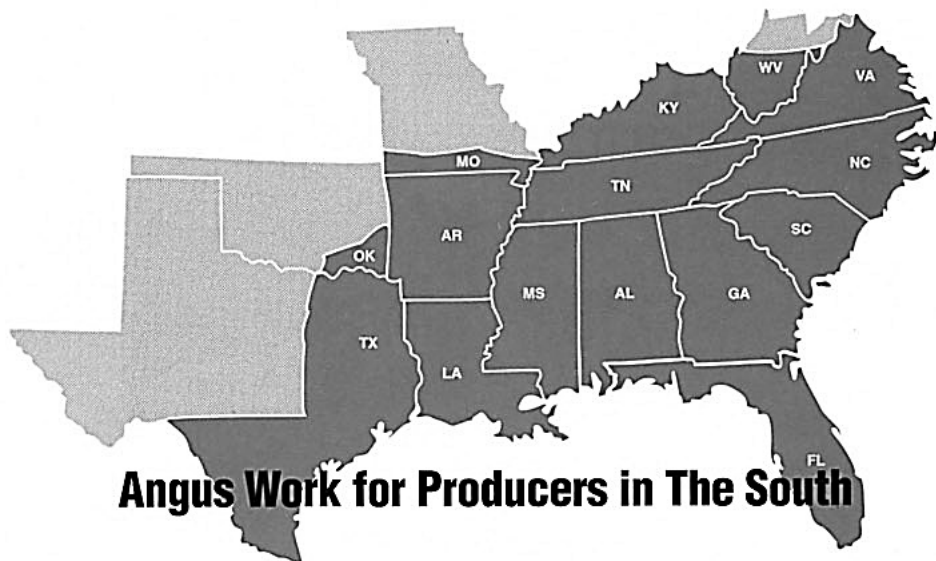 WV
VA
KY
MO
NC
TN
AR
SC
OK
MS
AL
GA
TX
LA
FL
Angus Work for Producers in The South